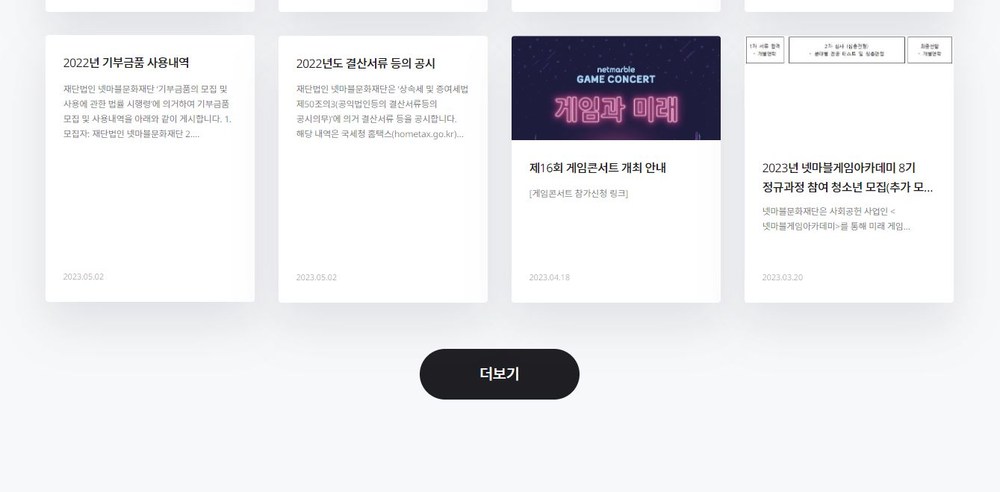 2022년 기부금품 사용내역
재단법인 넷마블문화재단 '기부금품의 모집 및
사용에 관한 법률 시행령'에 의거하여 기부금품
모집 및 사용내역을 아래와 같이 게시합니다. 1.
모집자: 재단법인 넷마블문화재단 2....
2023.05.02
2022년도 결산서류 등의 공시
재단법인 넷마블문화재단은 '상속세 및 증여세법
제50조의3(공익법인등의 결산서류등의
공시의무)'에 의거 결산서류 등을 공시합니다.
해당 내역은 국세청 홈택스(hometax.go.kr)...
2023.05.02
netmarble
GAME CONCERT
게임과 미래
제16회 게임콘서트 개최 안내
[게임콘서트 참가신청 링크]
2023.04.18
1차 서류 합격
- 개별연락
2차 심사 (심층전형)
- 분야별 전공 테스트 및 심층면접
최종선발
- 개별연락
2023년 넷마블게임아카데미 8기
정규과정 참여 청소년 모집(추가 모...
넷마블문화재단은 사회공헌 사업인 <
넷마블게임아카데미>를 통해 미래 게임...
2023.03.20
더보기